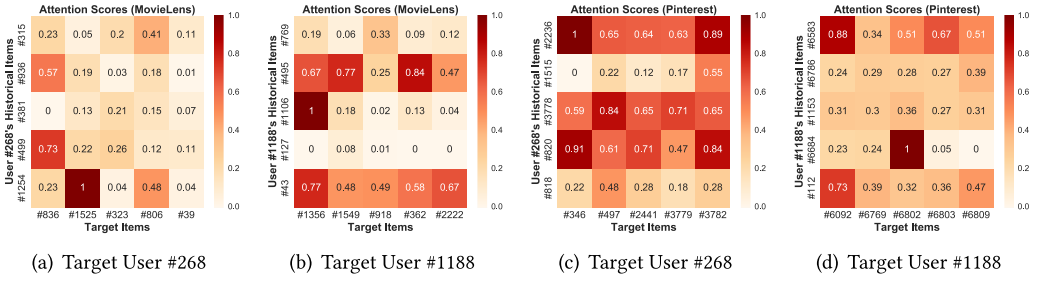 Attention Scores (MovieLens)
User #268's Historical Items
#315 0.23 0.05 0.2 0.41 0.11
#936 0.57 0.19 0.03 0.18 0.01
#381 0 0.13 0.21 0.15 0.07
#499 0.73 0.22 0.26 0.12 0.11
#1254 0.23 1 0.04 0.48 0.04
#836 #1525 #323 #806 #39
Target Items
1.0
0.8
0.6
0.4
0.2
0.0
(a) Target User #268
Attention Scores (MovieLens)
User #1188's Historical Items
#769 0.19 0.06 0.33 0.09 0.12
#495 0.67 0.77 0.25 0.84 0.47
#1106 1 0.18 0.02 0.13 0.04
#127 0 0.08 0.01 0 0
#43 0.77 0.48 0.49 0.58 0.67
#1356 #1549 #918 #362 #2222
Target Items
1.0
0.8
0.6
0.4
0.2
0.0
(b) Target User #1188
Attention Scores (Pinterest)
User #268's Historical Items
#2236 1 0.65 0.64 0.63 0.89
#1515 0 0.22 0.12 0.17 0.55
#3778 0.59 0.84 0.65 0.71 0.65
#820 0.91 0.61 0.71 0.47 0.84
#818 0.22 0.48 0.28 0.28 0.18
#346 #497 #2441 #3779 #3782
Target Items
1.0
0.8
0.6
0.4
0.2
0.0
(c) Target User #268
Attention Scores (Pinterest)
User #1188's Historical Items
#6583 0.88 0.34 0.51 0.67 0.51
#6786 0.24 0.29 0.28 0.27 0.39
#1153 0.31 0.3 0.36 0.27 0.31
#6684 0.23 0.24 1 0.05 0
#112 0.73 0.39 0.32 0.36 0.47
#6092 #6769 #6802 #6803 #6809
Target Items
1.0
0.8
0.6
0.4
0.2
0.0
(d) Target User #1188